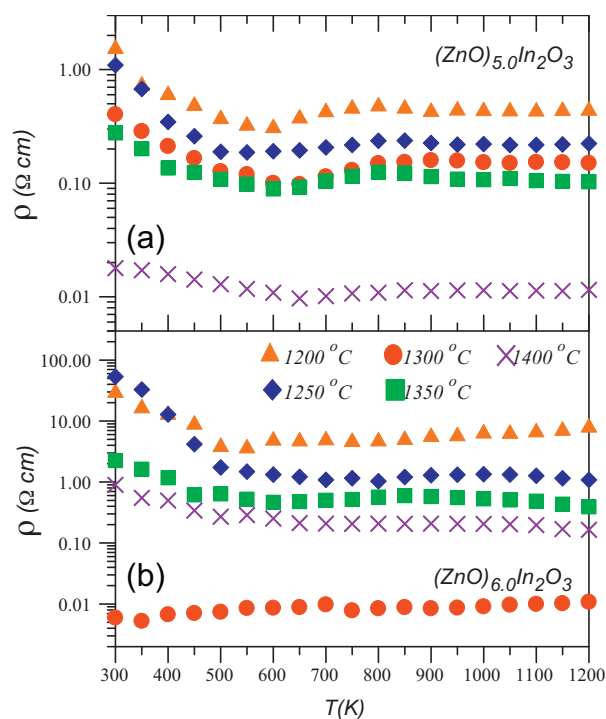 (ZnO)5.0In2O3
1.00
0.10
0.01
ρ (Ω cm)
(a)
1200 °C 1300 °C 1400 °C
1250 °C 1350 °C
100.00
10.00
1.00
0.10
0.01
ρ (Ω cm)
(b)
(ZnO)6.0In2O3
300 400 500 600 700 800 900 1000 1100 1200
T(K)